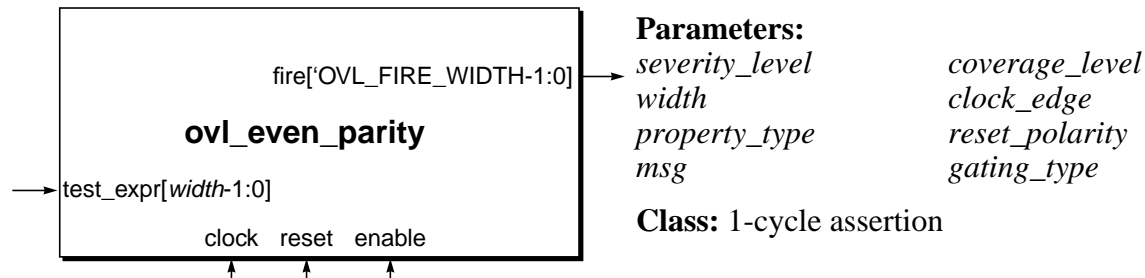 fire[‘OVL_FIRE_WIDTH-1:0]
ovl_even_parity
test_expr[width-1:0]
clock reset enable
Parameters:
severity_level coverage_level
width clock_edge
property_type reset_polarity
msg gating_type
Class: 1-cycle assertion